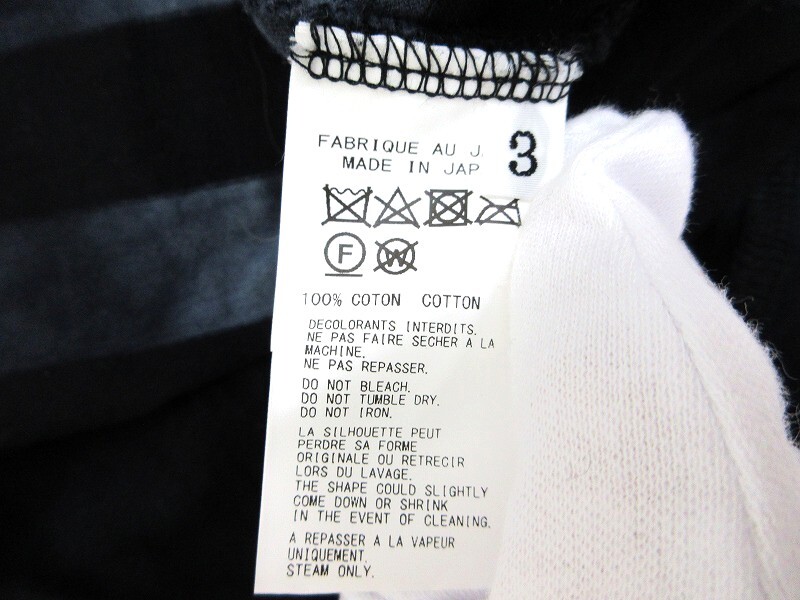 FABRIQUE AU J.
3
MADE IN JAP
F
W
100% COTON COTTON
DECOLORANTS INTERDITS.
NE PAS FAIRE SECHER A LA
MACHINE.
NE PAS REPASSER.
DO NOT BLEACH.
DO NOT TUMBLE DRY.
DO NOT IRON.
LA SILHOUETTE PEUT
PERDRE SA FORME
ORIGINALE OU RETRECIR
LORS DU LAVAGE.
THE SHAPE COULD SLIGHTLY
COME DOWN OR SHRINK
IN THE EVENT OF CLEANING.
A REPASSER A LA VAPEUR
UNIQUEMENT.
STEAM ONLY.